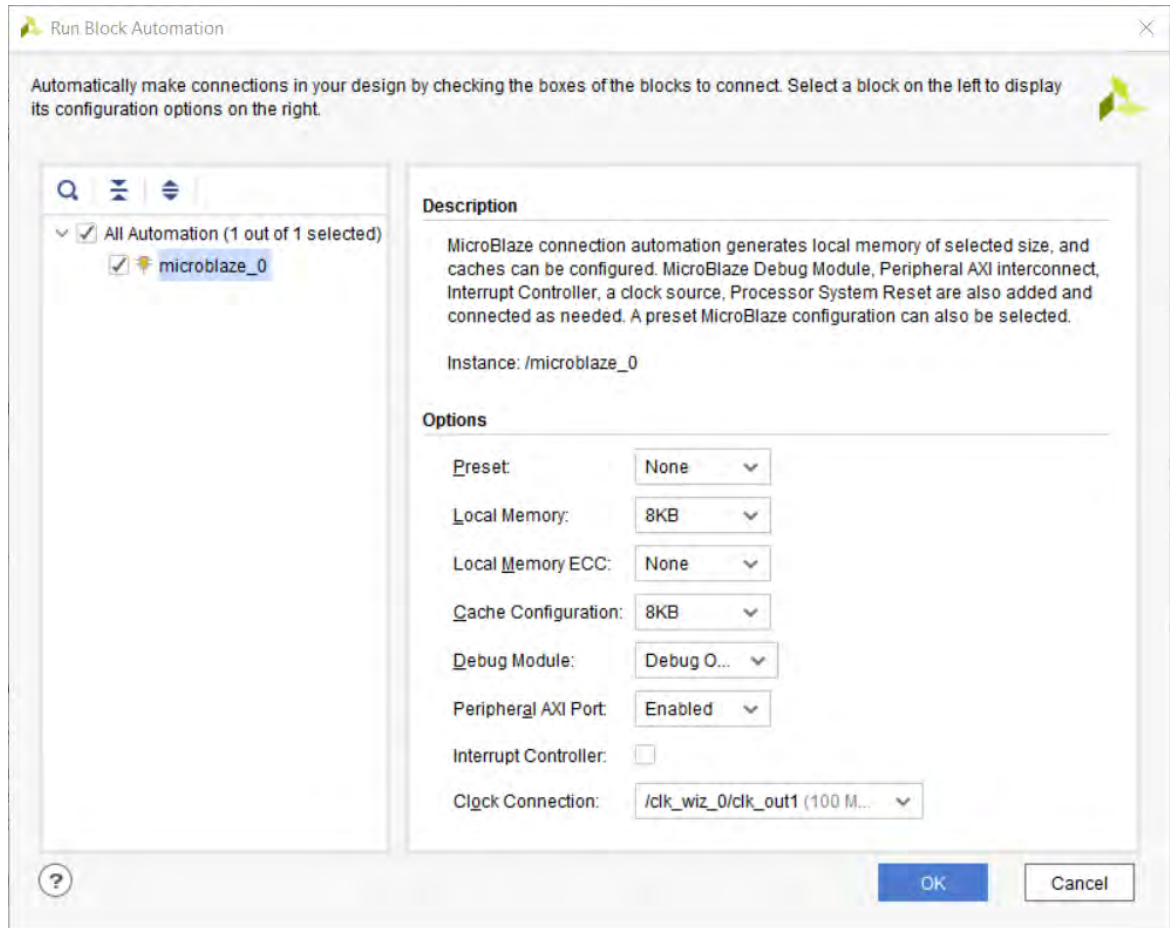 Run Block Automation
Automatically make connections in your design by checking the boxes of the blocks to connect. Select a block on the left to display
its configuration options on the right.
All Automation (1 out of 1 selected)
microblaze_0
Description
MicroBlaze connection automation generates local memory of selected size, and
caches can be configured. MicroBlaze Debug Module, Peripheral AXI interconnect,
Interrupt Controller, a clock source, Processor System Reset are also added and
connected as needed. A preset MicroBlaze configuration can also be selected.
Instance: /microblaze_0
Options
Preset: None
Local Memory: 8KB
Local Memory ECC: None
Cache Configuration: 8KB
Debug Module: Debug O...
Peripheral AXI Port: Enabled
Interrupt Controller:
Clock Connection: /clk_wiz_0/clk_out1 (100 M...
?
OK Cancel